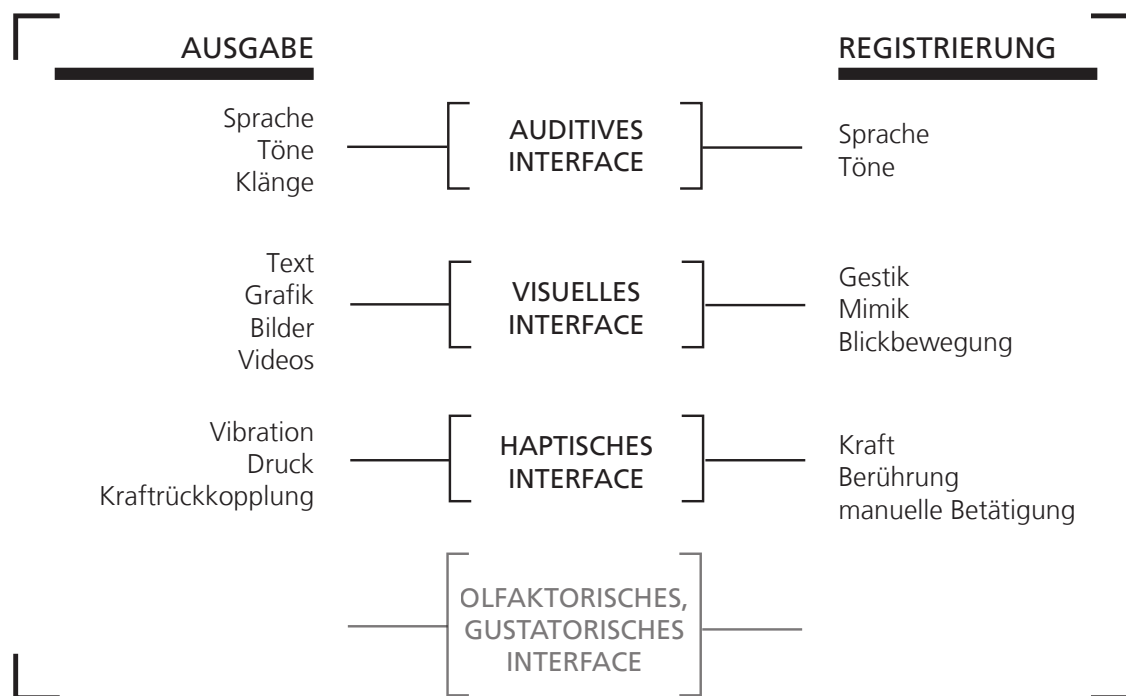 AUSGABE
REGISTRIERUNG
Sprache
Töne
Klänge
AUDITIVES
INTERFACE
Sprache
Töne
Text
Grafik
Bilder
Videos
VISUELLES
INTERFACE
Gestik
Mimik
Blickbewegung
Vibration
Druck
Kraftrückkopplung
HAPTISCHES
INTERFACE
Kraft
Berührung
manuelle Betätigung
OLFAKTORISCHES,
GUSTATORISCHES
INTERFACE